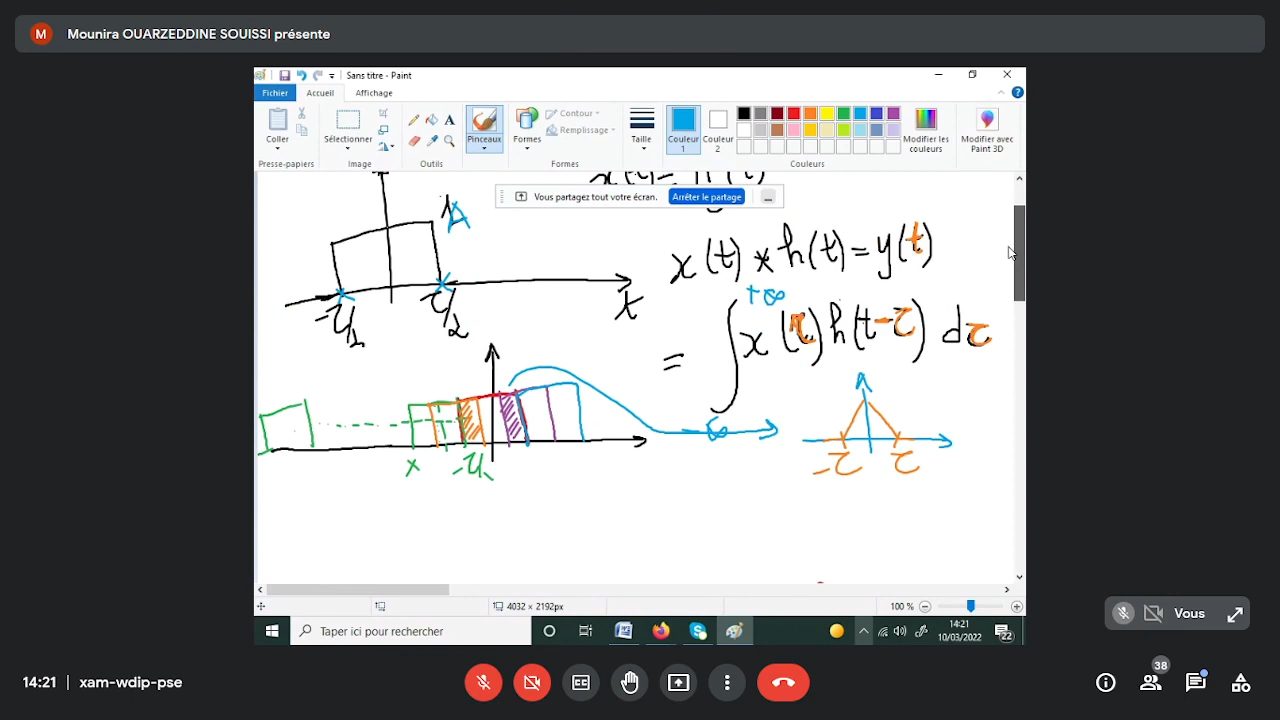 M Mounira OUARZEDDINE SOUISSI présente
Sans titre - Paint
Fichier Accueil Affichage
Coller
Presse-papiers
Sélectionner
Image
A
Outils
Pinceaux
Formes
Contour
Remplissage
Formes
Taille
Couleur 1
Couleur 2
Modifier les couleurs
Couleurs
Modifier avec Paint 3D
Vous partagez tout votre écran. Arrêter le partage
A
-τ/2
τ/2
t
x(t) * h(t) = y(t)
+∞
= ∫ x(τ) h(t-τ) dτ
-∞
x
-τ τ
4032 × 2192px
100 %
Taper ici pour rechercher
14:21
10/03/2022
22
Vous
14:21 | xam-wdip-pse
38